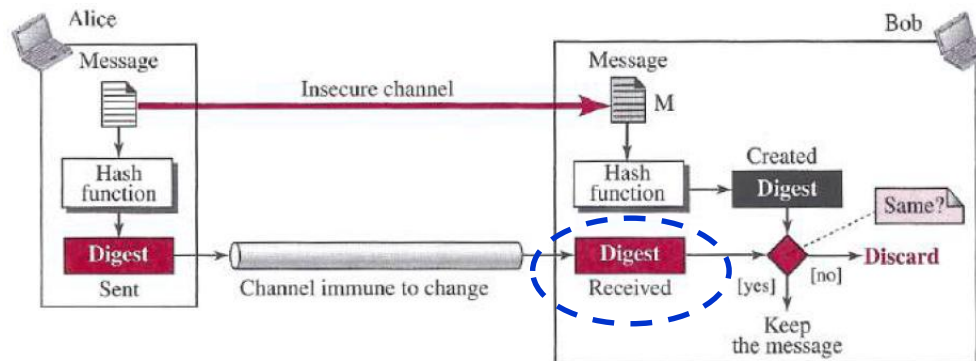 Alice
Bob
Message
Message
Insecure channel
M
Hash
function
Hash
function
Created
Digest
Same?
Digest
Digest
Discard
Sent
Channel immune to change
Received
[yes]
[no]
Keep
the message